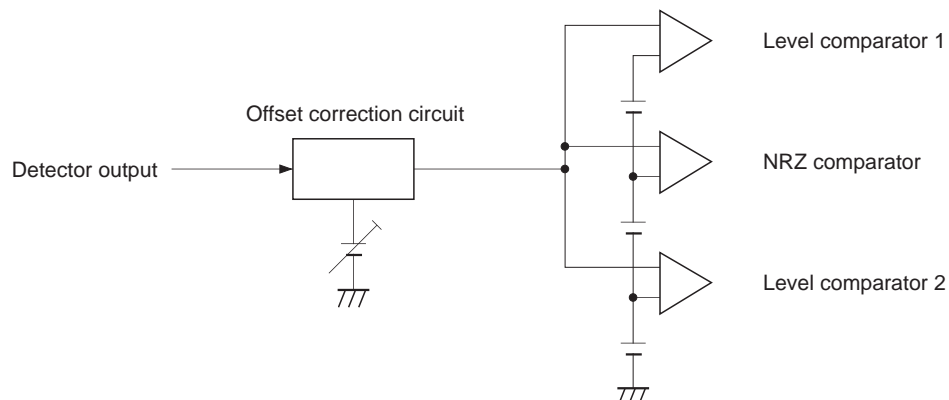 Level comparator 1
Offset correction circuit
Detector output
NRZ comparator
Level comparator 2